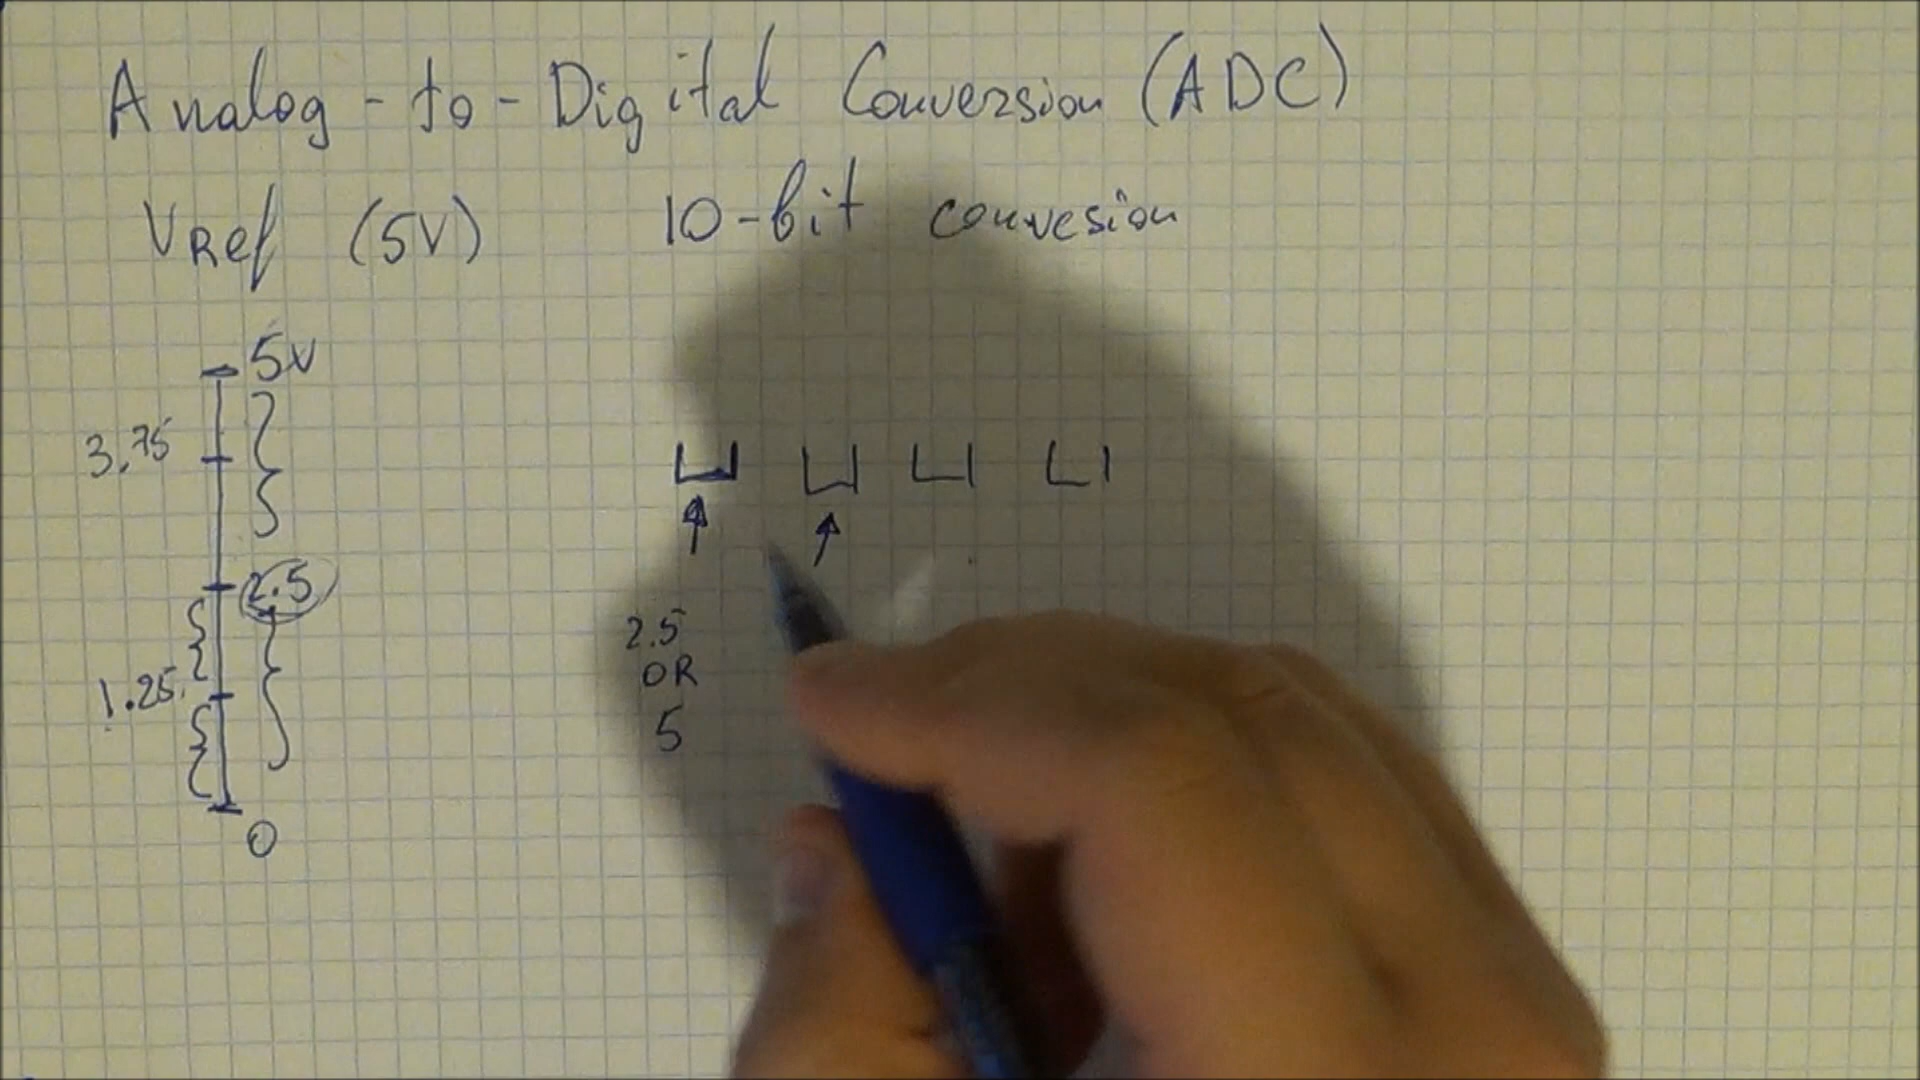 Analog-to-Digital Conversion (ADC)
VRef (5V)
10-bit convesion
5V
3.75
2.5
1.25
0
2.5
OR
5